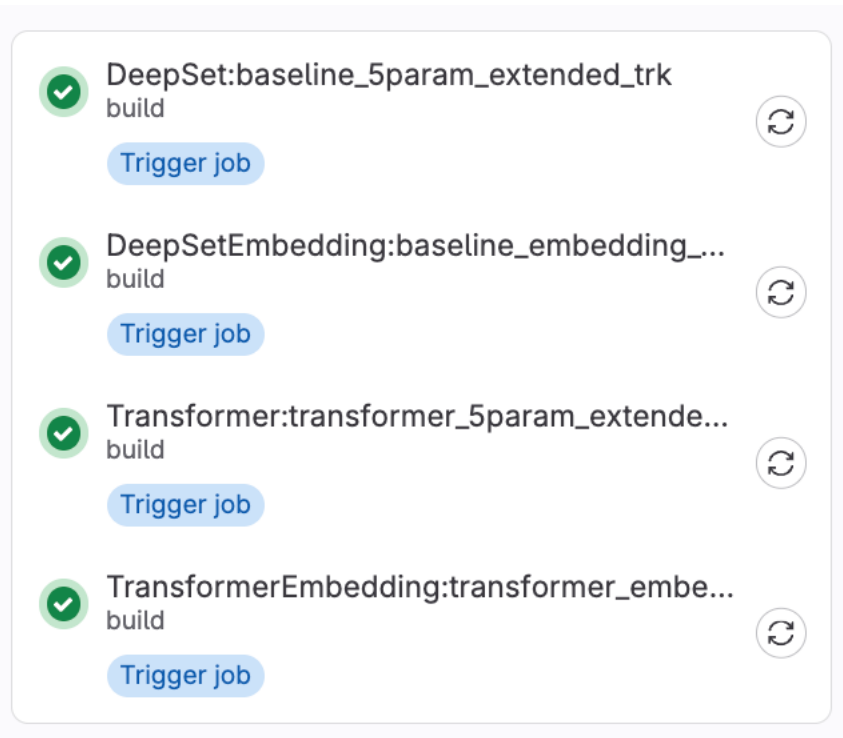 DeepSet:baseline_5param_extended_trk
build
Trigger job
DeepSetEmbedding:baseline_embedding_...
build
Trigger job
Transformer:transformer_5param_extende...
build
Trigger job
TransformerEmbedding:transformer_embe...
build
Trigger job